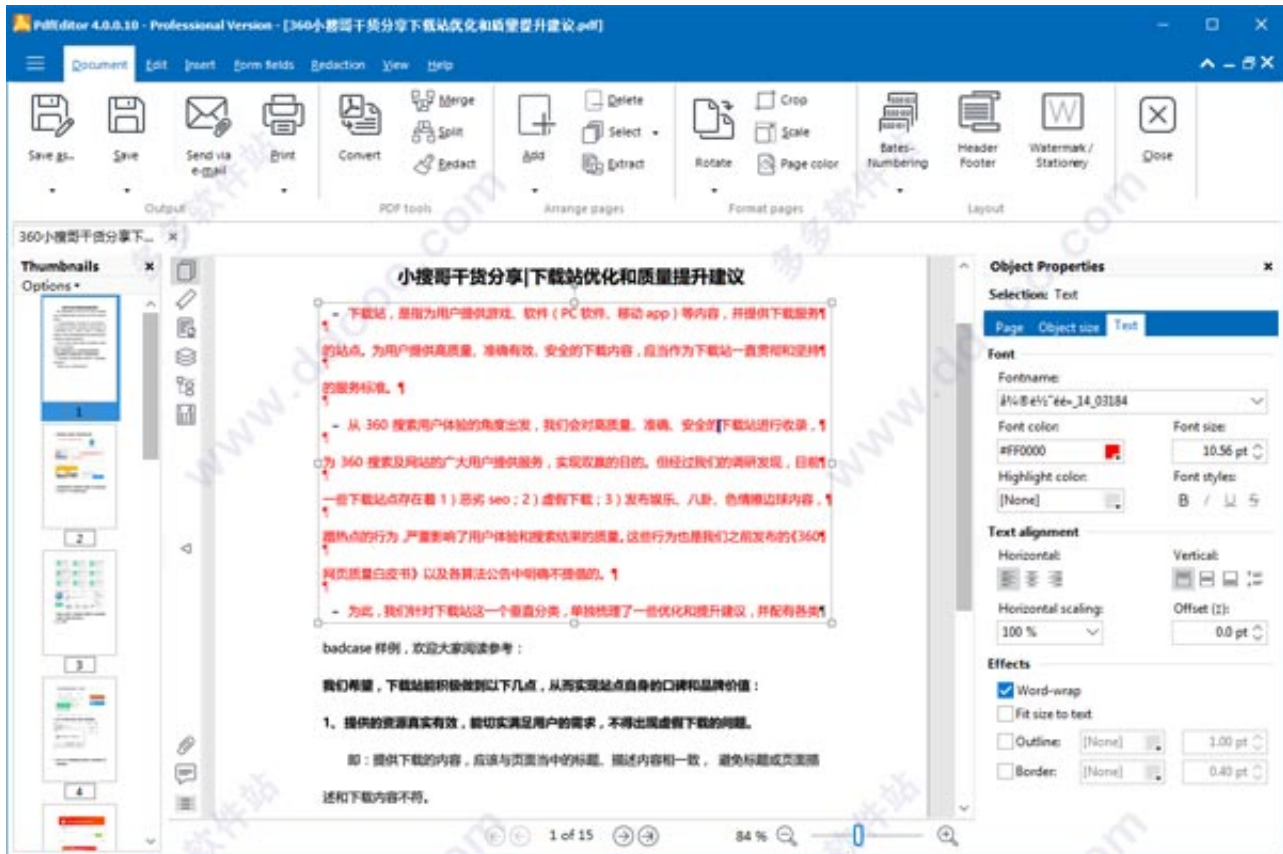 PdfEditor 4.0.0.10 - Professional Version - [360小搜哥干货分享下载站优化和质量提升建议.pdf]
Document Edit Insert Form fields Redaction View Help
Save as... Save Send via e-mail Print Convert Merge Split Redact Add Delete Select Extract Rotate Crop Scale Page color Bates-Numbering Header Footer Watermark / Stationery Close
Output PDF tools Arrange pages Format pages Layout
360小搜哥干货分享下...
Thumbnails
Options
1
2
3
4
小搜哥干货分享|下载站优化和质量提升建议
- 下载站,是指为用户提供游戏、软件(PC 软件、移动 app)等内容,并提供下载服务¶
的站点。为用户提供高质量、准确有效、安全的下载内容,应当作为下载站一直贯彻和坚持¶
的服务标准。¶
- 从 360 搜索用户体验的角度出发,我们会对高质量、准确、安全的下载站进行收录,¶
为 360 搜索及网站的广大用户提供服务,实现双赢的目的。但经过我们的调研发现,目前¶
一些下载站点存在着 1)恶劣 seo;2)虚假下载;3)发布娱乐、八卦、色情擦边球内容,¶
蹭热点的行为,严重影响了用户体验和搜索结果的质量。这些行为也是我们之前发布的《360¶
网页质量白皮书》以及各算法公告中明确不提倡的。¶
- 为此,我们针对下载站这一个垂直分类,单独梳理了一些优化和提升建议,并配有各类¶
badcase 样例,欢迎大家阅读参考:
我们希望,下载站能积极做到以下几点,从而实现站点自身的口碑和品牌价值:
1、提供的资源真实有效,能切实满足用户的需求,不得出现虚假下载的问题。
即:提供下载的内容,应该与页面当中的标题、描述内容相一致, 避免标题或页面描
述和下载内容不符。
1 of 15
84 %
Object Properties
Selection: Text
Page Object size Text
Font
Fontname:
_14_03184
Font color: Font size:
#FF0000 10.56 pt
Highlight color: Font styles:
[None] B I U S
Text alignment
Horizontal: Vertical:
Horizontal scaling: Offset (I):
100 % 0.0 pt
Effects
Word-wrap
Fit size to text
Outline: [None] 1.00 pt
Border: [None] 0.40 pt
多多软件站
www.ddooo.com